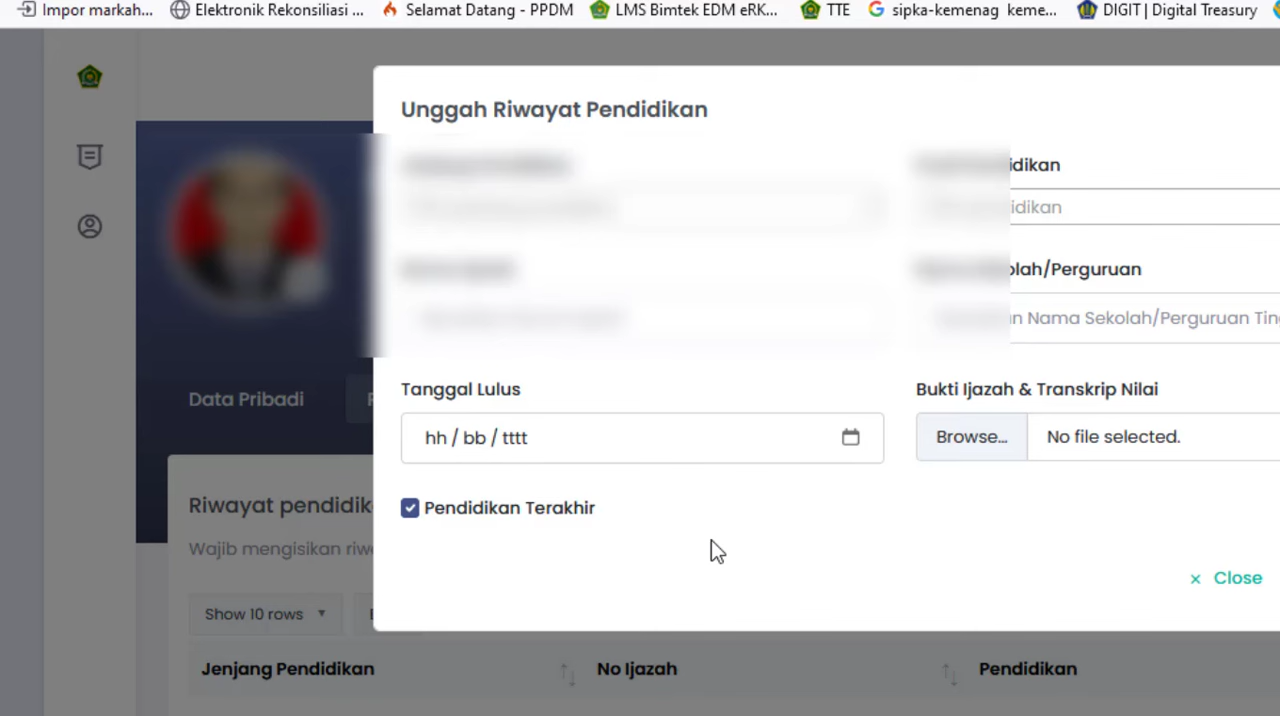 Impor markah...
Elektronik Rekonsiliasi ...
Selamat Datang - PPDM
LMS Bimtek EDM eRK...
TTE
sipka-kemenag keme...
DIGIT | Digital Treasury
Unggah Riwayat Pendidikan
Tanggal Lulus
Bukti Ijazah & Transkrip Nilai
hh / bb / tttt
Browse...
No file selected.
Pendidikan Terakhir
Close
Data Pribadi
Riwayat pendidik
Wajib mengisikan riw
Show 10 rows
Jenjang Pendidikan
No Ijazah
Pendidikan
idikan
idikan
olah/Perguruan
n Nama Sekolah/Perguruan Ting